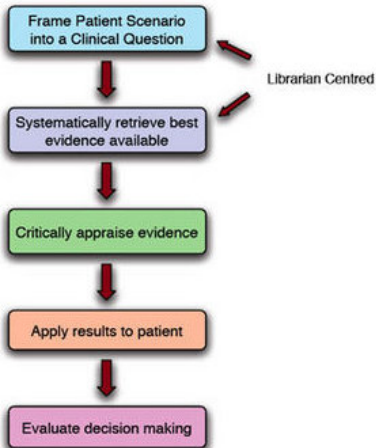 Frame Patient Scenario
into a Clinical Question
Librarian Centred
Systematically retrieve best
evidence available
Critically appraise evidence
Apply results to patient
Evaluate decision making